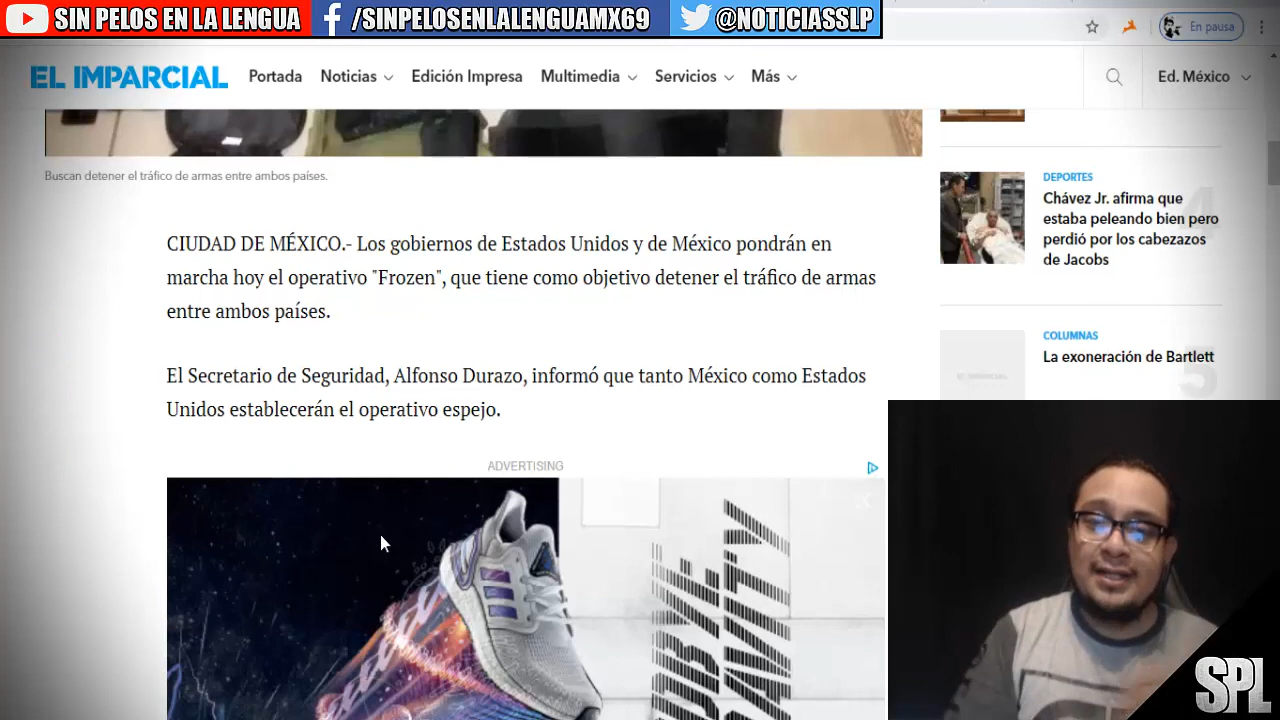 SIN PELOS EN LA LENGUA
/SINPELOSENLALENGUAMX69
@NOTICIASSLP
En pausa
EL IMPARCIAL
Portada
Noticias
Edición Impresa
Multimedia
Servicios
Más
Ed. México
Buscan detener el tráfico de armas entre ambos países.
CIUDAD DE MÉXICO.- Los gobiernos de Estados Unidos y de México pondrán en
marcha hoy el operativo "Frozen", que tiene como objetivo detener el tráfico de armas
entre ambos países.
El Secretario de Seguridad, Alfonso Durazo, informó que tanto México como Estados
Unidos establecerán el operativo espejo.
ADVERTISING
DEPORTES
Chávez Jr. afirma que
estaba peleando bien pero
perdió por los cabezazos
de Jacobs
4
COLUMNAS
La exoneración de Bartlett
5
EL IMPARCIAL
SPL